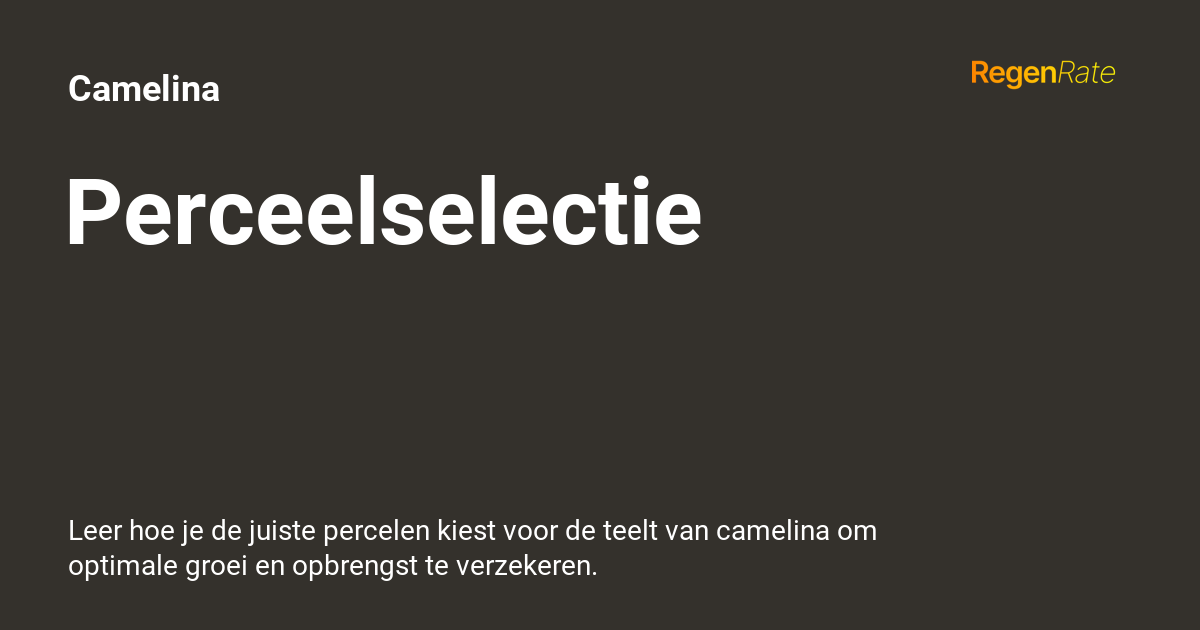 Camelina
RegenRate
Perceelselectie
Leer hoe je de juiste percelen kiest voor de teelt van camelina om
optimale groei en opbrengst te verzekeren.